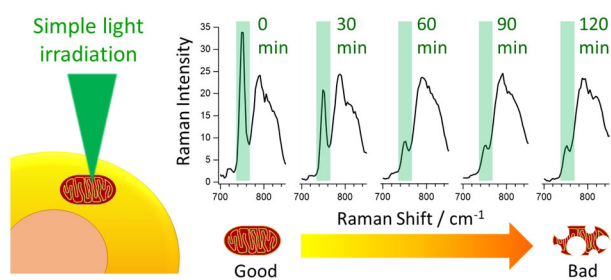 Simple light
irradiation
0
min
30
min
60
min
90
min
120
min
Raman Intensity
35
30
25
20
15
10
5
0
700
800
700
800
700
800
700
800
700
800
Raman Shift / cm⁻¹
Good
Bad